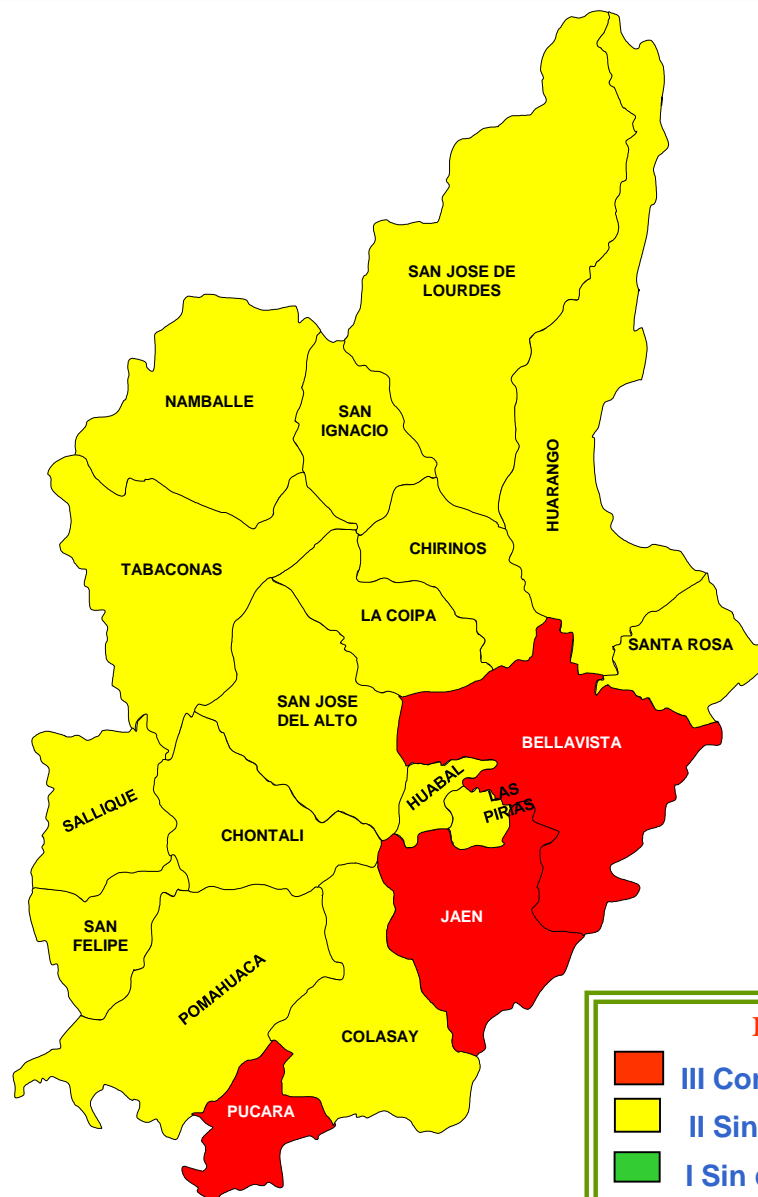 SAN JOSE DE
LOURDES
NAMBALLE
SAN
IGNACIO
HUARANGO
CHIRINOS
TABACONAS
LA COIPA
SANTA ROSA
SAN JOSE
DEL ALTO
BELLAVISTA
HUABAL
LAS
PIRIAS
SALLIQUE
CHONTALI
JAEN
SAN
FELIPE
POMAHUACA
COLASAY
PUCARA
III Con
II Sin
I Sin